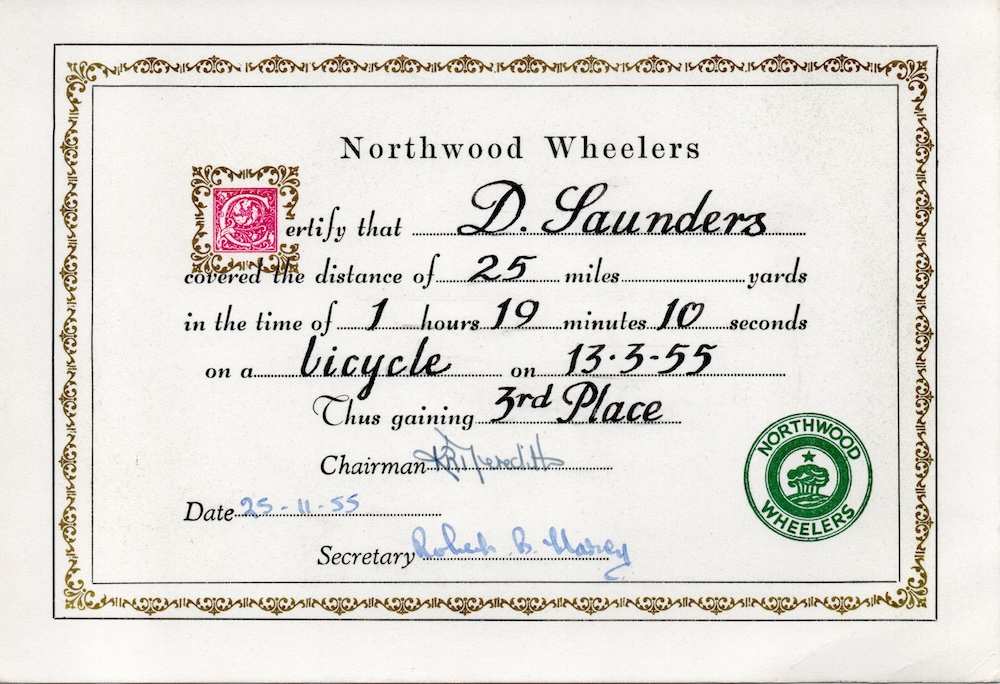 Northwood Wheelers
Certify that D. Saunders
covered the distance of 25 miles yards
in the time of 1 hours 19 minutes 10 seconds
on a bicycle on 13.3-55
Thus gaining 3rd Place
Chairman Meredith
NORTHWOOD
WHEELERS
Date 25-11-55
Secretary Robert B.